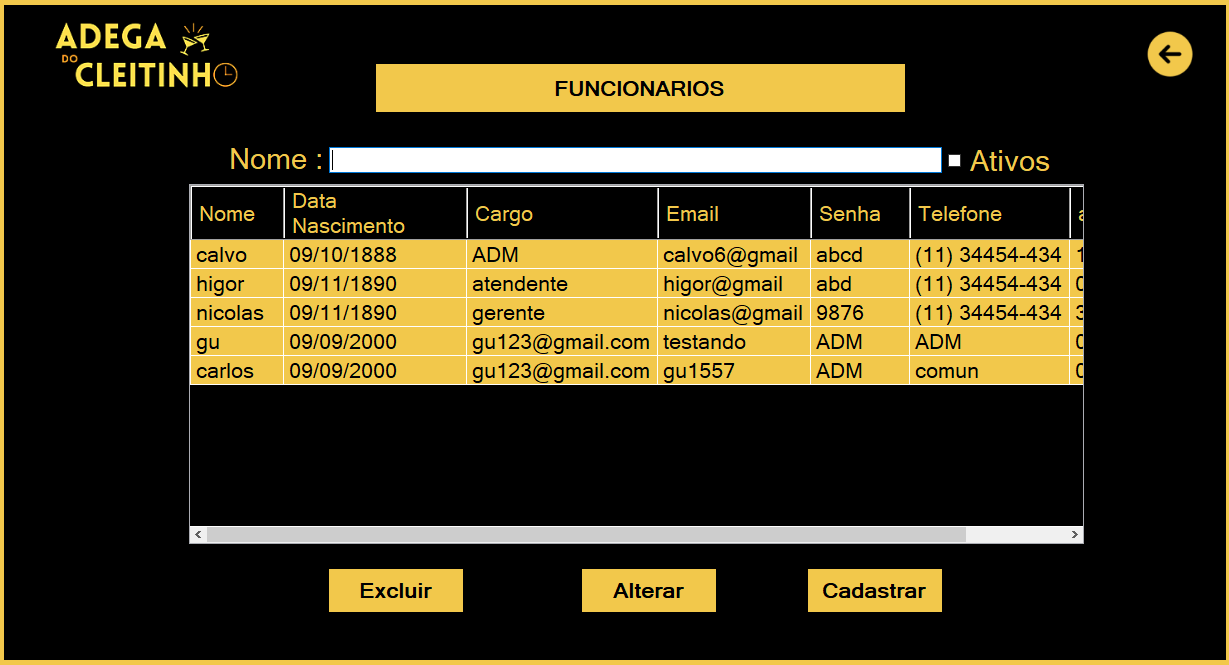 ADEGA
DO
CLEITINHO
FUNCIONARIOS
Nome :
Ativos
Nome Data Nascimento Cargo Email Senha Telefone a
calvo 09/10/1888 ADM calvo6@gmail abcd (11) 34454-434 1
higor 09/11/1890 atendente higor@gmail abd (11) 34454-434 0
nicolas 09/11/1890 gerente nicolas@gmail 9876 (11) 34454-434 3
gu 09/09/2000 gu123@gmail.com testando ADM ADM 0
carlos 09/09/2000 gu123@gmail.com gu1557 ADM comun 0
Excluir Alterar Cadastrar